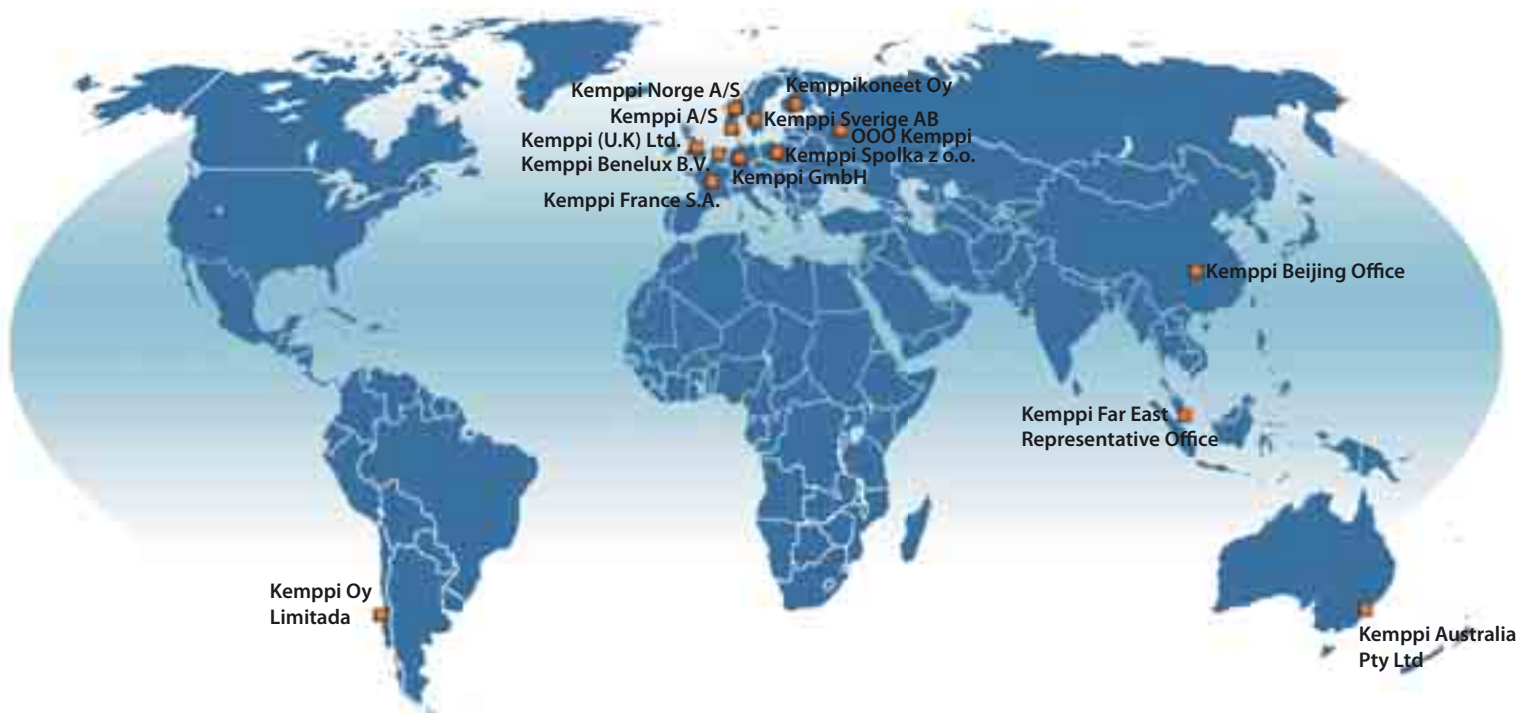 Kemppi Norge A/S
Kemppikoneet Oy
Kemppi A/S
Kemppi Sverige AB
OOO Kemppi
Kemppi (U.K) Ltd.
Kemppi Benelux B.V.
Kemppi Spolka z o.o.
Kemppi GmbH
Kemppi France S.A.
Kemppi Beijing Office
Kemppi Far East
Representative Office
Kemppi Oy
Limitada
Kemppi Australia
Pty Ltd